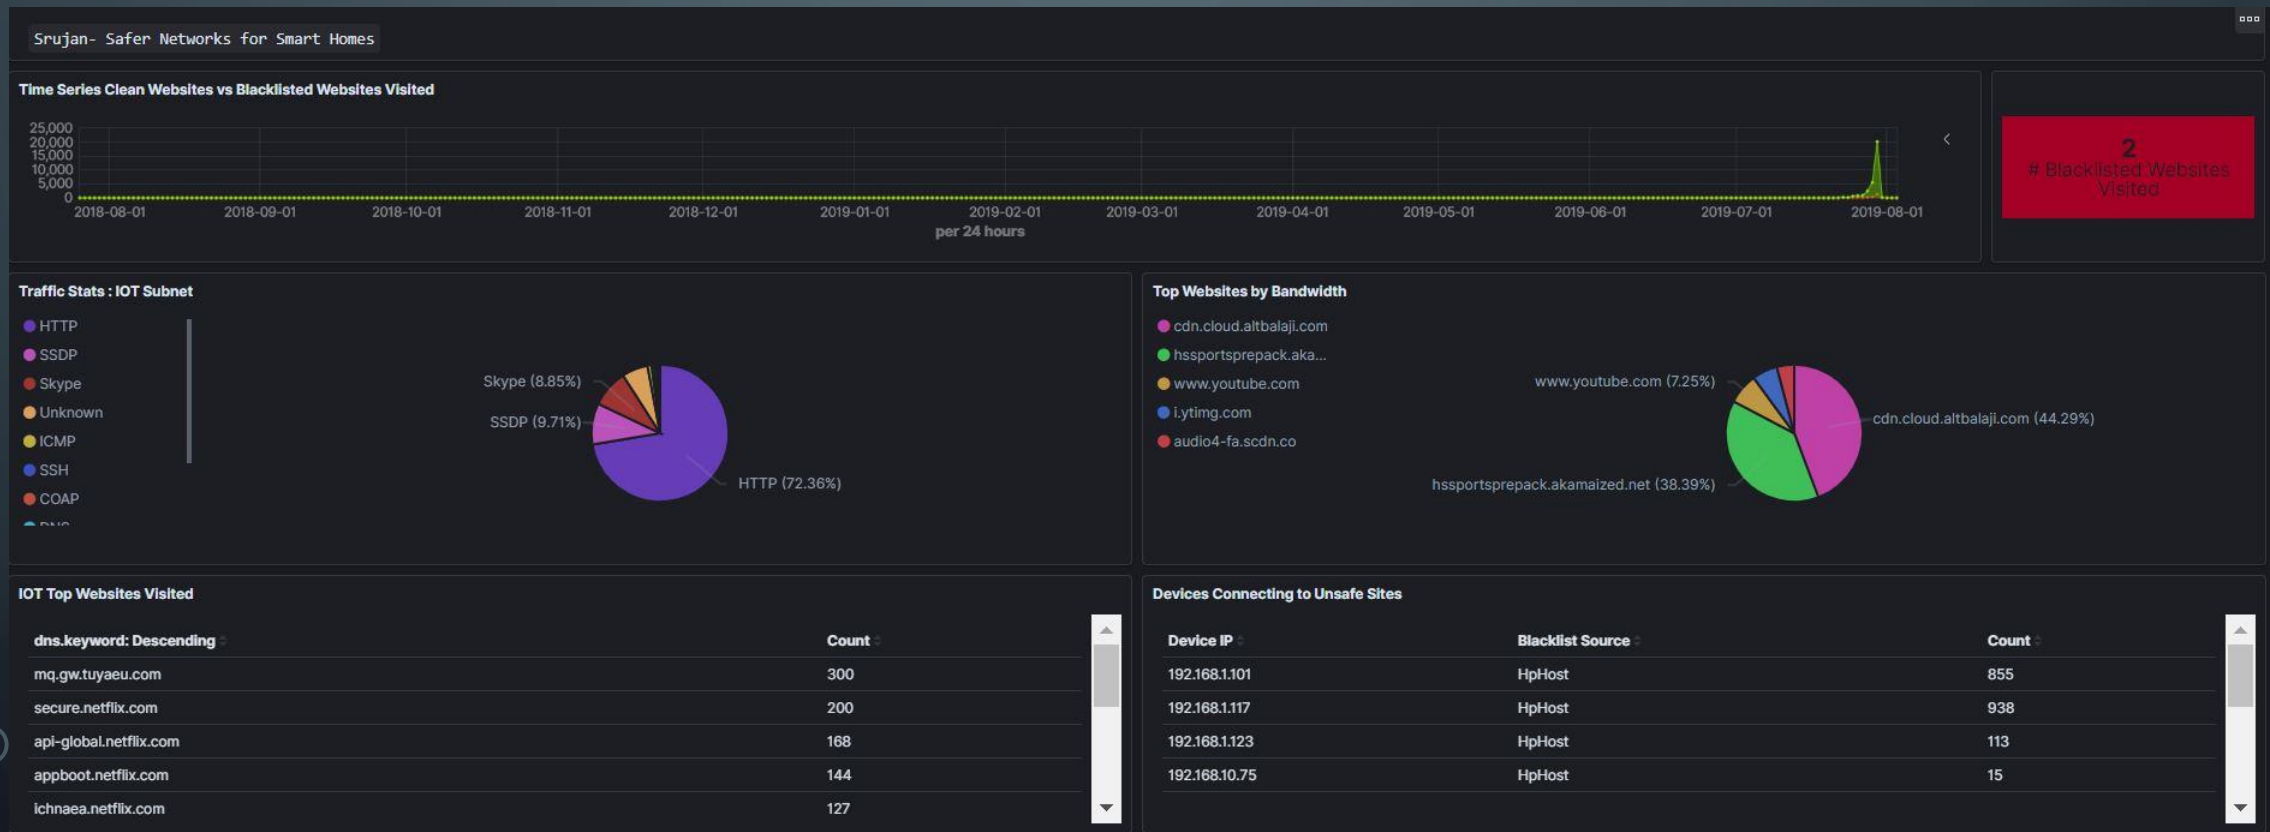 Srujan- Safer Networks for Smart Homes
Time Series Clean Websites vs Blacklisted Websites Visited
25,000
20,000
15,000
10,000
5,000
0
2018-08-01 2018-09-01 2018-10-01 2018-11-01 2018-12-01 2019-01-01 2019-02-01 2019-03-01 2019-04-01 2019-05-01 2019-06-01 2019-07-01 2019-08-01
per 24 hours
2
# Blacklisted Websites
Visited
Traffic Stats : IOT Subnet
HTTP
SSDP
Skype
Unknown
ICMP
SSH
COAP
DNS
Skype (8.85%)
SSDP (9.71%)
HTTP (72.36%)
Top Websites by Bandwidth
cdn.cloud.altbalaji.com
hssportsprepack.aka...
www.youtube.com
i.ytimg.com
audio4-fa.scdn.co
www.youtube.com (7.25%)
cdn.cloud.altbalaji.com (44.29%)
hssportsprepack.akamaized.net (38.39%)
IOT Top Websites Visited
dns.keyword: Descending Count
mq.gw.tuyaeu.com 300
secure.netflix.com 200
api-global.netflix.com 168
appboot.netflix.com 144
ichnaea.netflix.com 127
Devices Connecting to Unsafe Sites
Device IP Blacklist Source Count
192.168.1.101 HpHost 855
192.168.1.117 HpHost 938
192.168.1.123 HpHost 113
192.168.10.75 HpHost 15